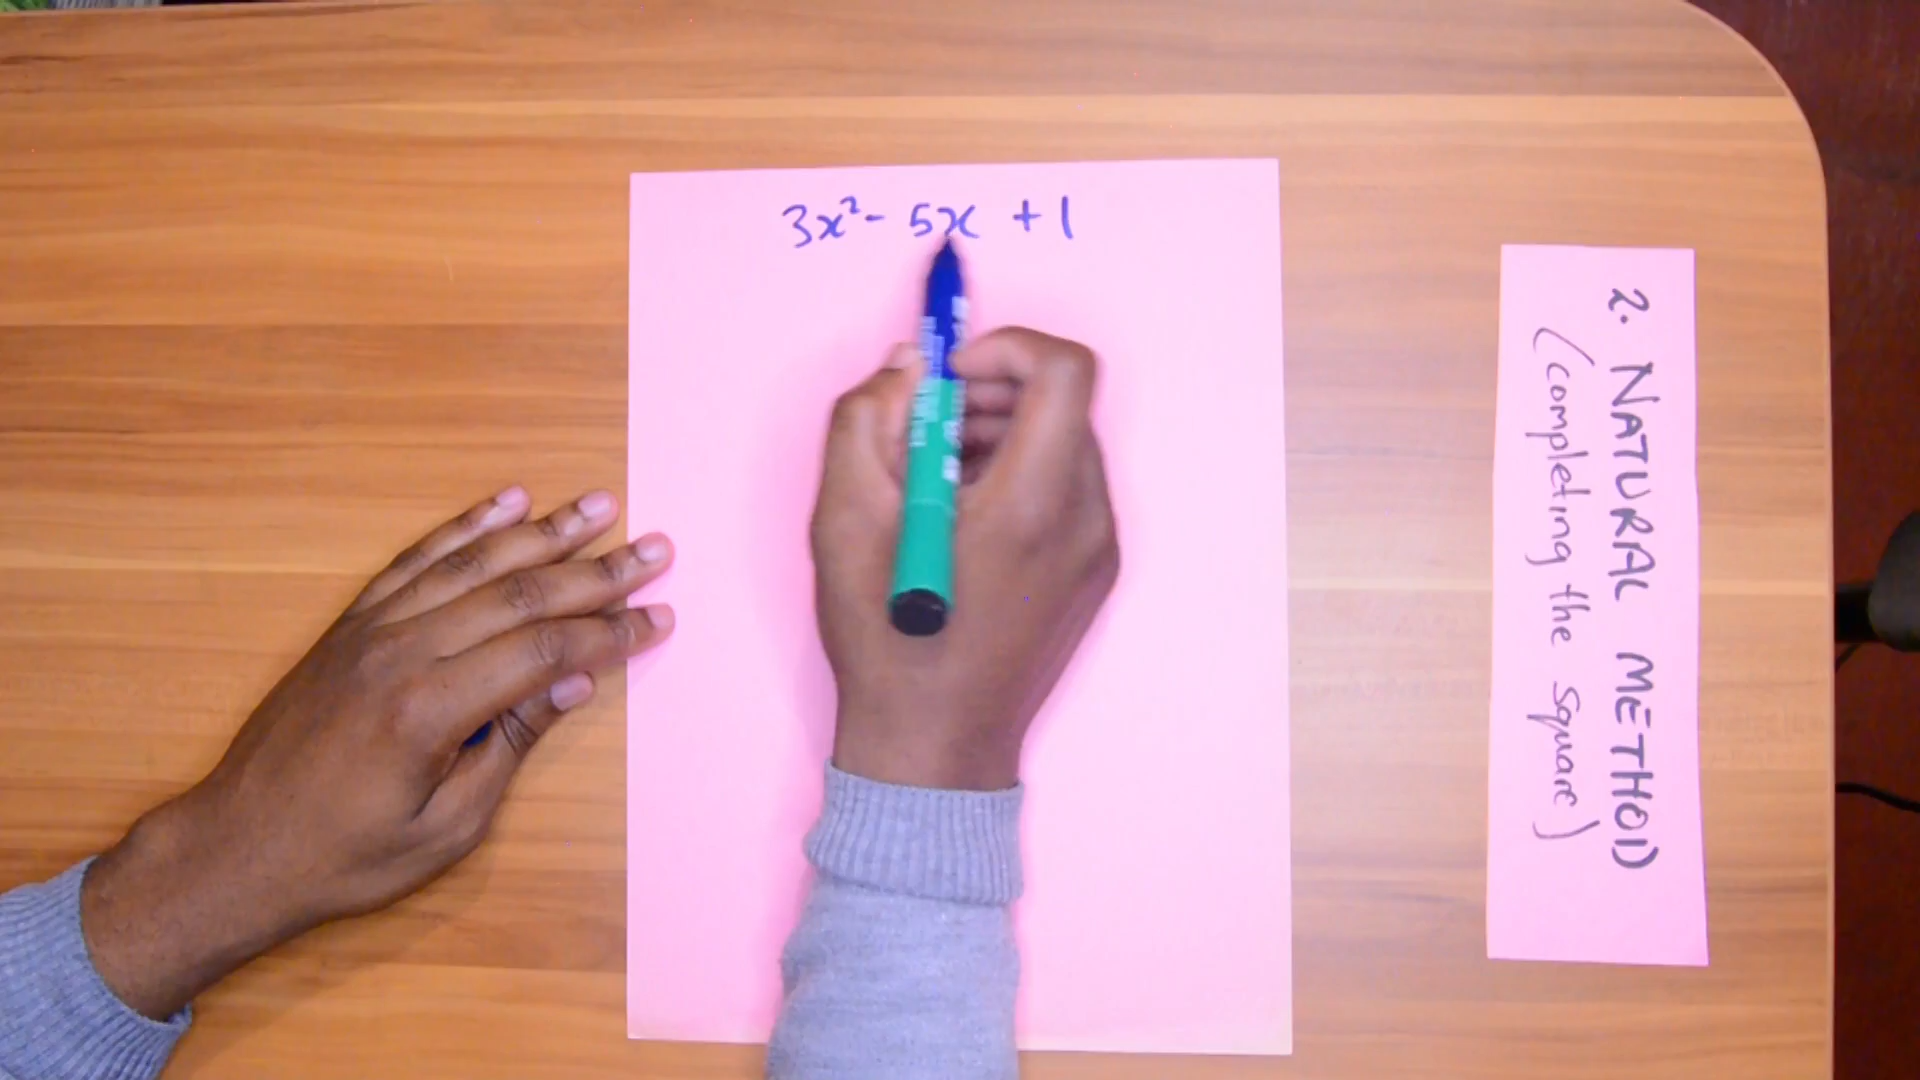 3x² - 5x + 1
2. NATURAL METHOD
(completing the square)